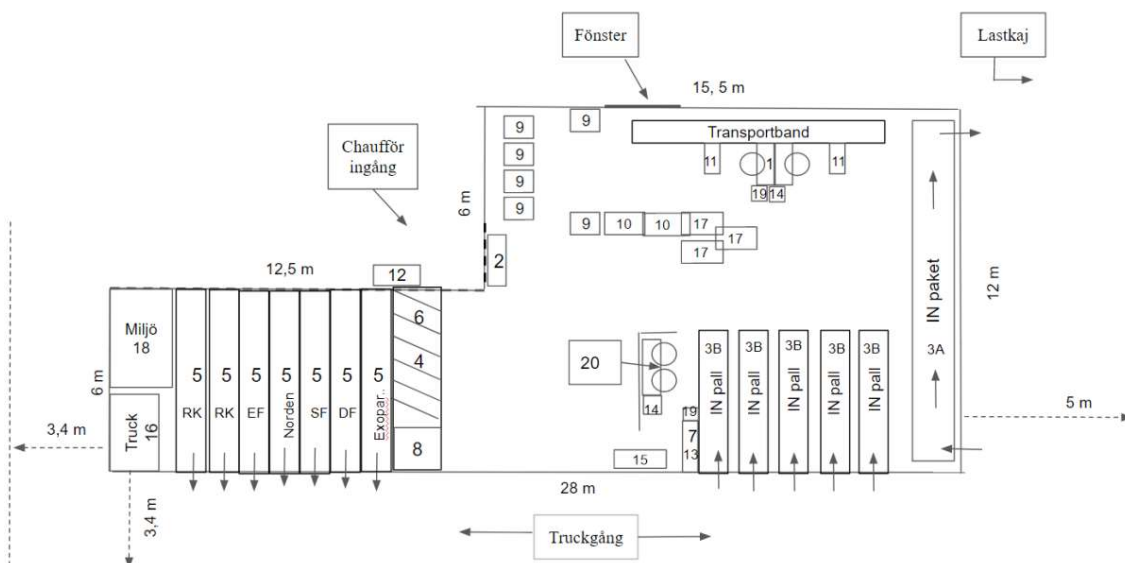 Fönster
Lastkaj
15, 5 m
9
9
Transportband
Chaufför
ingång
9
11
1
11
9
19
14
6 m
9
9
10
10
17
17
17
2
IN paket
12 m
12,5 m
12
Miljö
18
6
5
5
5
5
5
5
5
4
20
3B
3B
3B
3B
3B
3A
6 m
RK
RK
EF
Norden
SF
DF
Exopar..
IN pall
IN pall
IN pall
IN pall
IN pall
14
19
5 m
3,4 m
Truck
16
8
7
15
13
28 m
3,4 m
Truckgång